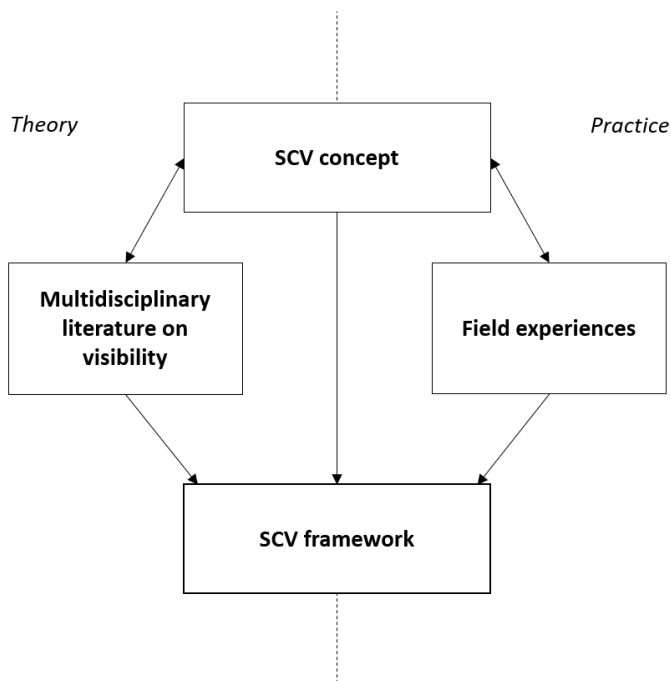 Theory
Practice
SCV concept
Multidisciplinary
literature on
visibility
Field experiences
SCV framework